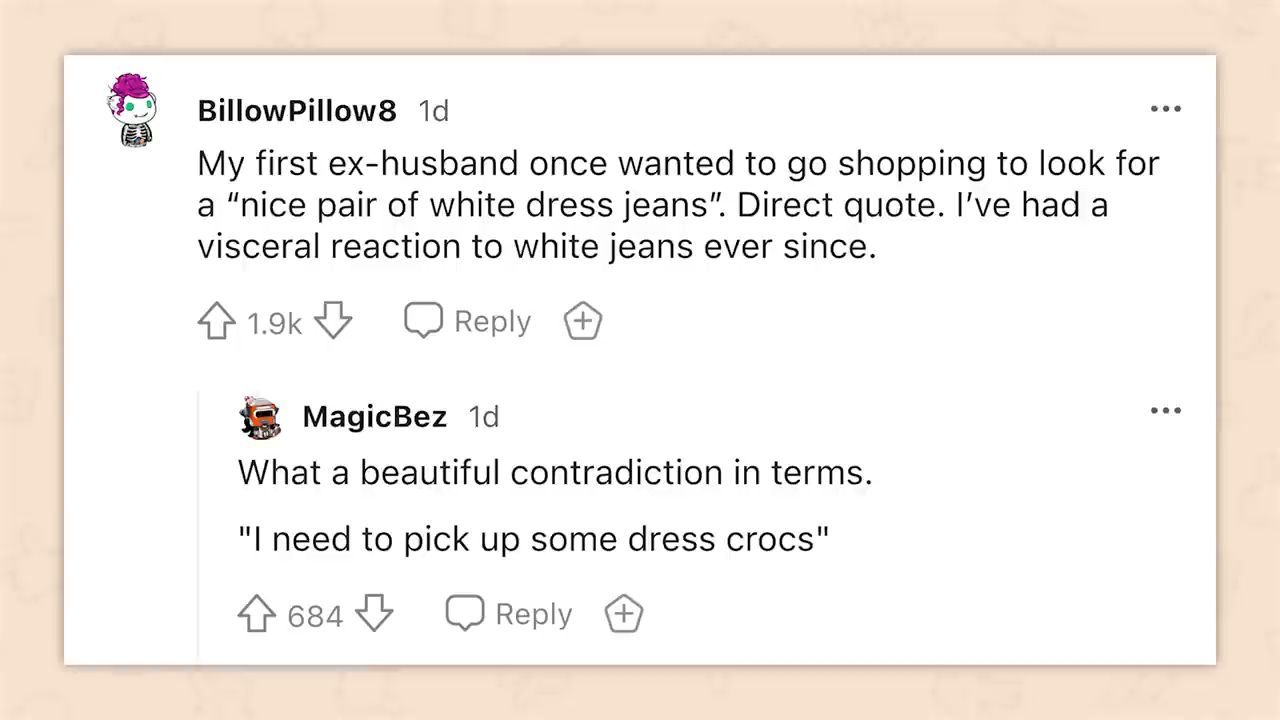 BillowPillow8 1d
My first ex-husband once wanted to go shopping to look for
a “nice pair of white dress jeans”. Direct quote. I’ve had a
visceral reaction to white jeans ever since.
1.9k Reply
MagicBez 1d
What a beautiful contradiction in terms.
"I need to pick up some dress crocs"
684 Reply